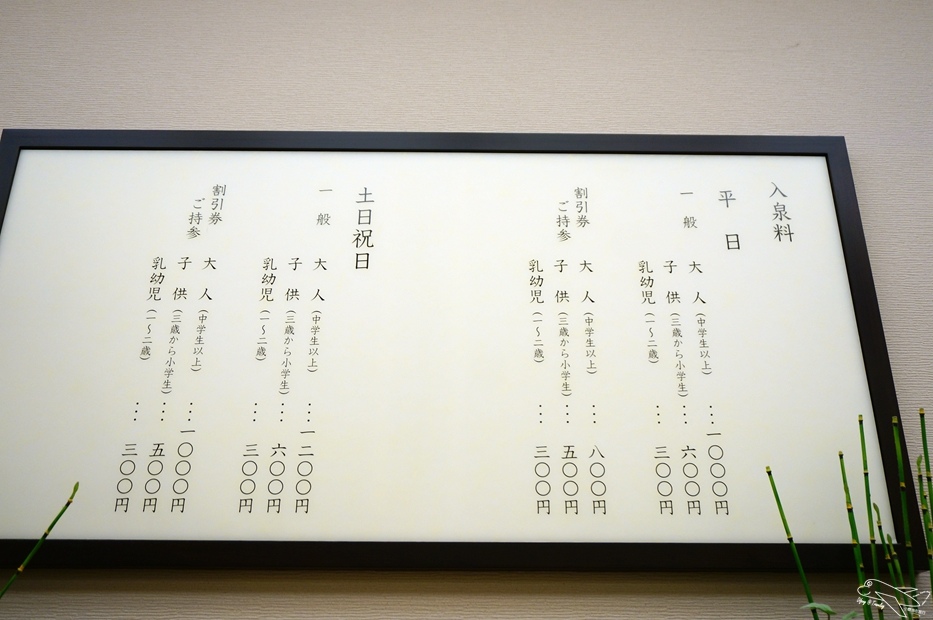 入泉料
平日
一般
大人（中学生以上）…一〇〇〇円
子供（三歳から小学生）…六〇〇円
乳幼児（一～二歳）…三〇〇円
割引券
ご持参
大人（中学生以上）…八〇〇円
子供（三歳から小学生）…五〇〇円
乳幼児（一～二歳）…三〇〇円
土日祝日
一般
大人（中学生以上）…一二〇〇円
子供（三歳から小学生）…六〇〇円
乳幼児（一～二歳）…三〇〇円
割引券
ご持参
大人（中学生以上）…一〇〇〇円
子供（三歳から小学生）…五〇〇円
乳幼児（一～二歳）…三〇〇円